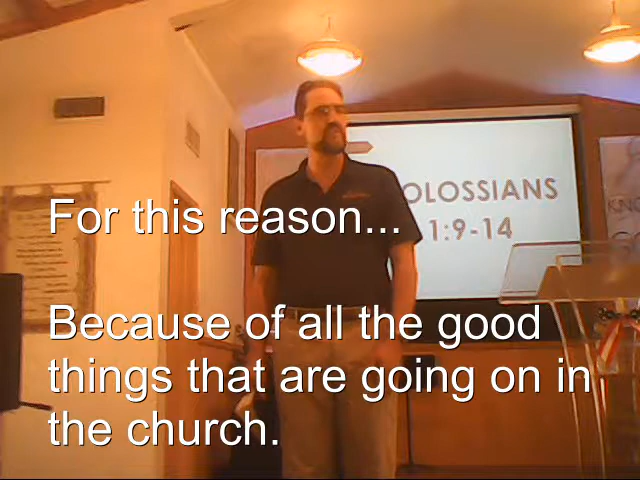 OLOSSIANS
1:9-14
KNO
For this reason...
Because of all the good
things that are going on in
the church.